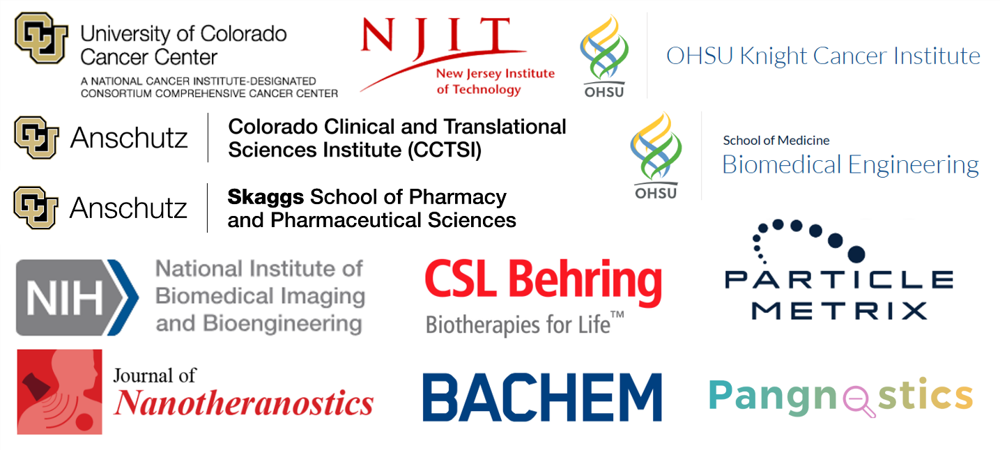 CU
University of Colorado
Cancer Center
A NATIONAL CANCER INSTITUTE-DESIGNATED
CONSORTIUM COMPREHENSIVE CANCER CENTER
NJIT
New Jersey Institute
of Technology
OHSU
OHSU Knight Cancer Institute
CU Anschutz
Colorado Clinical and Translational
Sciences Institute (CCTSI)
OHSU
School of Medicine
Biomedical Engineering
CU Anschutz
Skaggs School of Pharmacy
and Pharmaceutical Sciences
NIH
National Institute of
Biomedical Imaging
and Bioengineering
CSL Behring
Biotherapies for Life™
PARTICLE
METRIX
Journal of
Nanotheranostics
BACHEM
Pangnostics